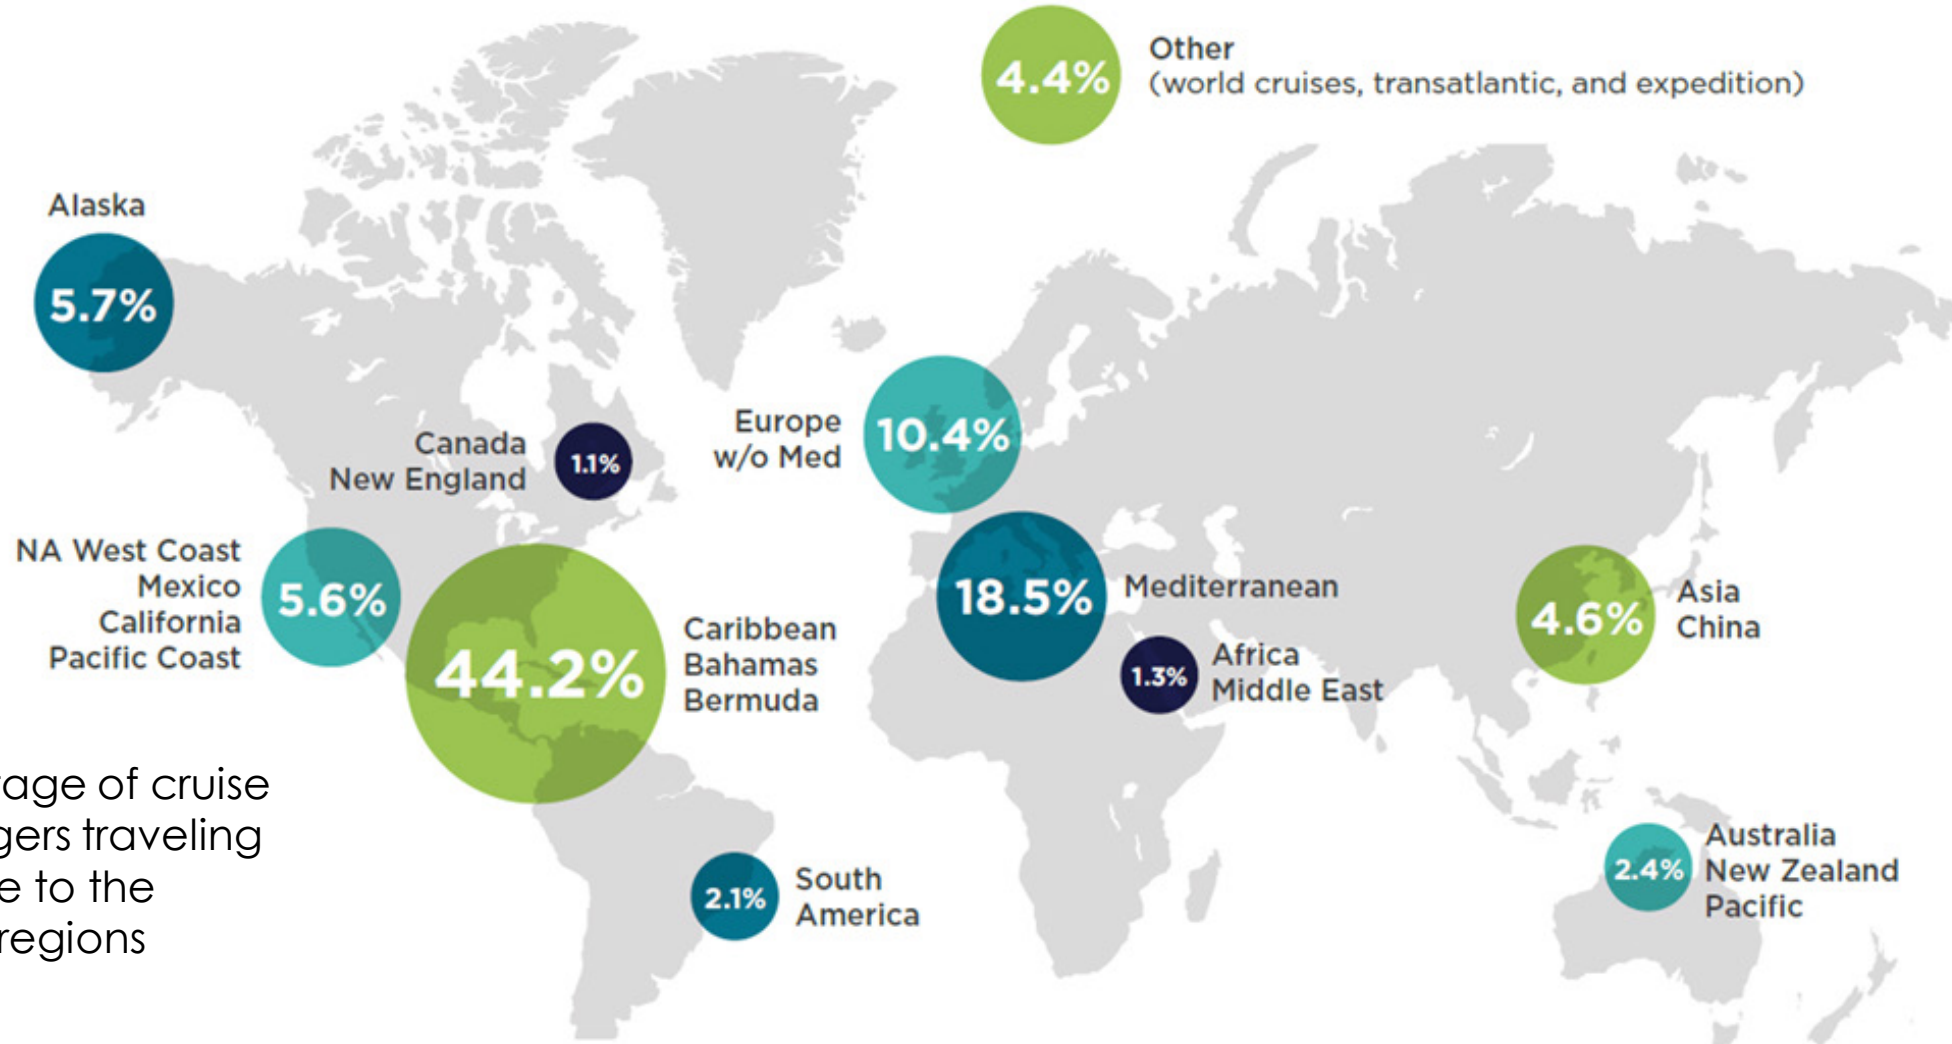 4.4%
Other
(world cruises, transatlantic, and expedition)
Alaska
5.7%
Europe
w/o Med
10.4%
Canada
New England
1.1%
NA West Coast
Mexico
California
Pacific Coast
5.6%
44.2%
Caribbean
Bahamas
Bermuda
18.5%
Mediterranean
1.3%
Africa
Middle East
4.6%
Asia
China
2.1%
South
America
2.4%
Australia
New Zealand
Pacific
of cruise
traveling
to the
regions